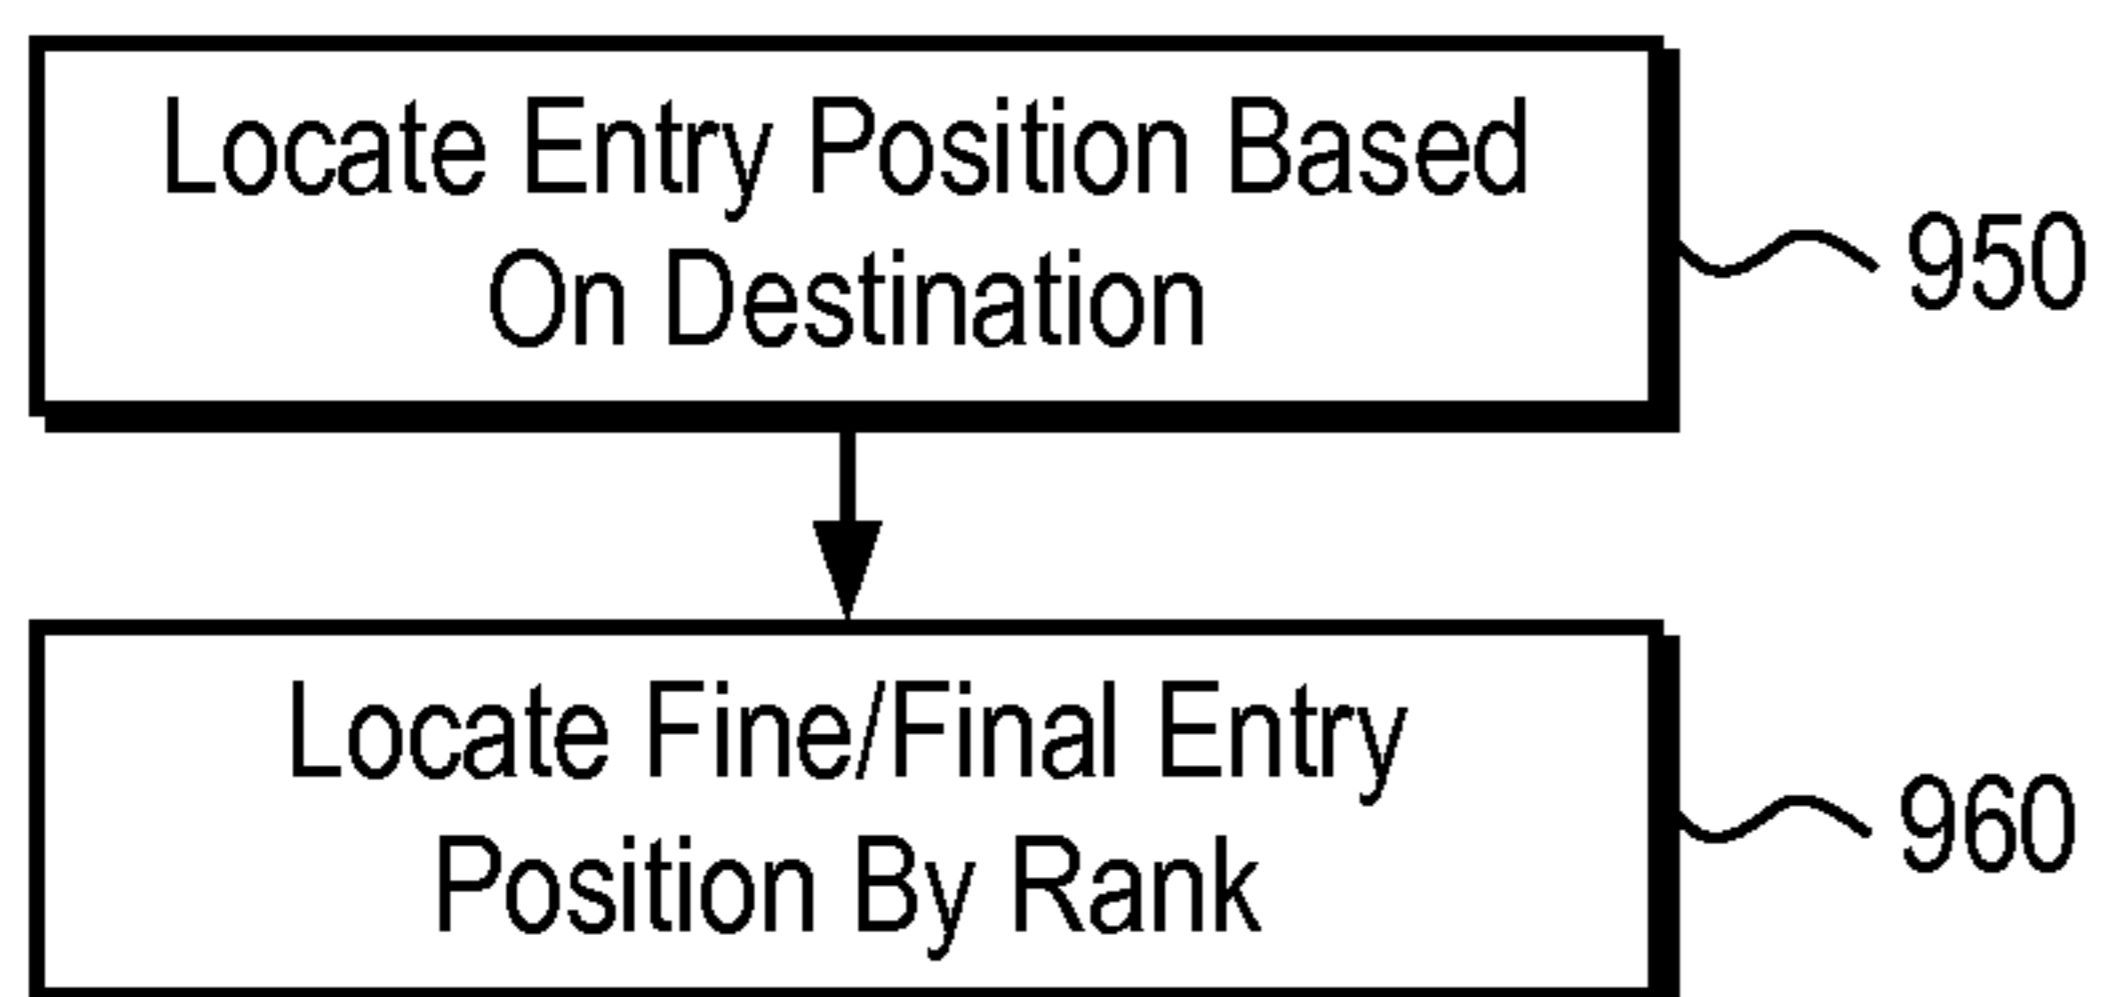 Locate Entry Position Based
On Destination
950
Locate Fine/Final Entry
Position By Rank
960